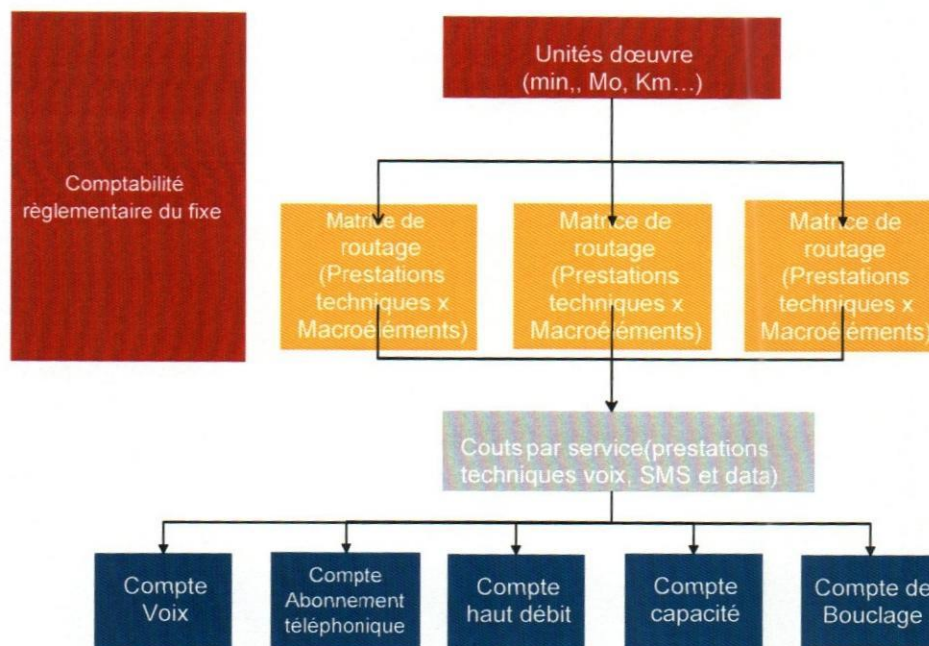 Comptabilité
règlementaire du fixe
Unités dœuvre
(min,, Mo, Km...)
Matrice de
routage
(Prestations
techniques x
Macroéléments)
Matrice de
routage
(Prestations
techniques x
Macroéléments)
Matrice de
routage
(Prestations
techniques x
Macroéléments)
Couts par service(prestations
techniques voix, SMS et data)
Compte
Voix
Compte
Abonnement
téléphonique
Compte
haut débit
Compte
capacité
Compte de
Bouclage